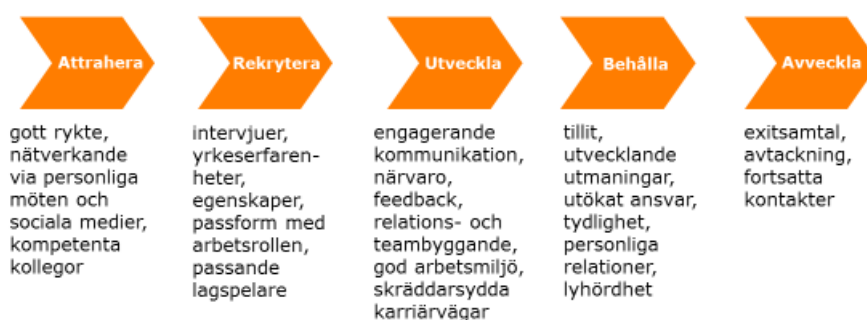 Attrahera
gott rykte,
nätverkande
via personliga
möten och
sociala medier,
kompetenta
kollegor
Rekrytera
intervjuer,
yrkeserfaren-
heter,
egenskaper,
passform med
arbetsrollen,
passande
lagspelare
Utveckla
engagerande
kommunikation,
närvaro,
feedback,
relations- och
teambyggande,
god arbetsmiljö,
skräddarsydda
karriärvägar
Behålla
tillit,
utvecklande
utmaningar,
utökat ansvar,
tydlighet,
personliga
relationer,
lyhördhet
Avveckla
exitsamtal,
avtackning,
fortsatta
kontakter